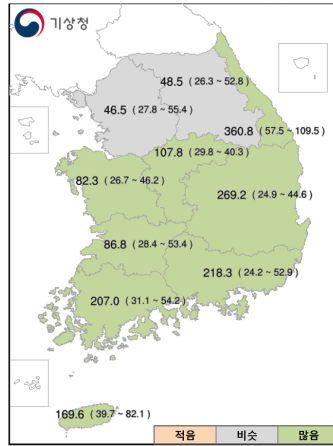 기상청
48.5 ( 26.3 ~ 52.8 )
46.5 ( 27.8 ~ 55.4 )
360.8 ( 57.5 ~ 109.5 )
107.8 ( 29.8 ~ 40.3 )
82.3 ( 26.7 ~ 46.2 )
269.2 ( 24.9 ~ 44.6 )
86.8 ( 28.4 ~ 53.4 )
218.3 ( 24.2 ~ 52.9 )
207.0 ( 31.1 ~ 54.2 )
169.6 ( 39.7 ~ 82.1 )
적음 비슷 많음